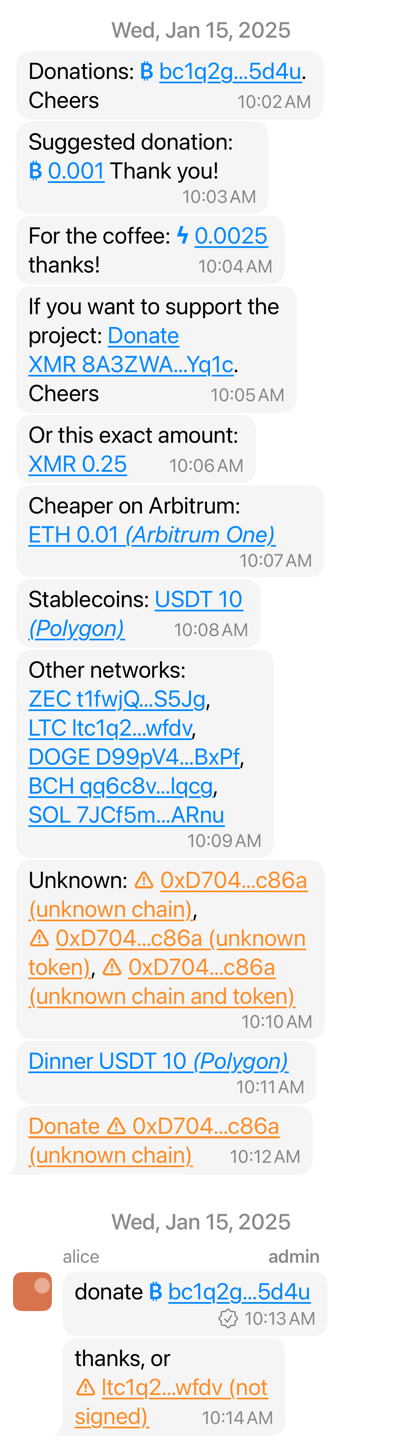 Wed, Jan 15, 2025
Donations: ₿ bc1q2g...5d4u.
Cheers 10:02 AM
Suggested donation:
₿ 0.001 Thank you!
10:03 AM
For the coffee: ϟ 0.0025
thanks! 10:04 AM
If you want to support the
project: Donate
XMR 8A3ZWA...Yq1c.
Cheers 10:05 AM
Or this exact amount:
XMR 0.25 10:06 AM
Cheaper on Arbitrum:
ETH 0.01 (Arbitrum One)
10:07 AM
Stablecoins: USDT 10
(Polygon) 10:08 AM
Other networks:
ZEC t1fwjQ...S5Jg,
LTC ltc1q2...wfdv,
DOGE D99pV4...BxPf,
BCH qq6c8v...lqcg,
SOL 7JCf5m...ARnu
10:09 AM
Unknown: ⚠ 0xD704...c86a
(unknown chain),
⚠ 0xD704...c86a (unknown
token), ⚠ 0xD704...c86a
(unknown chain and token)
10:10 AM
Dinner USDT 10 (Polygon)
10:11 AM
Donate ⚠ 0xD704...c86a
(unknown chain) 10:12 AM
Wed, Jan 15, 2025
alice admin
donate ₿ bc1q2g...5d4u
10:13 AM
thanks, or
⚠ ltc1q2...wfdv (not
signed) 10:14 AM